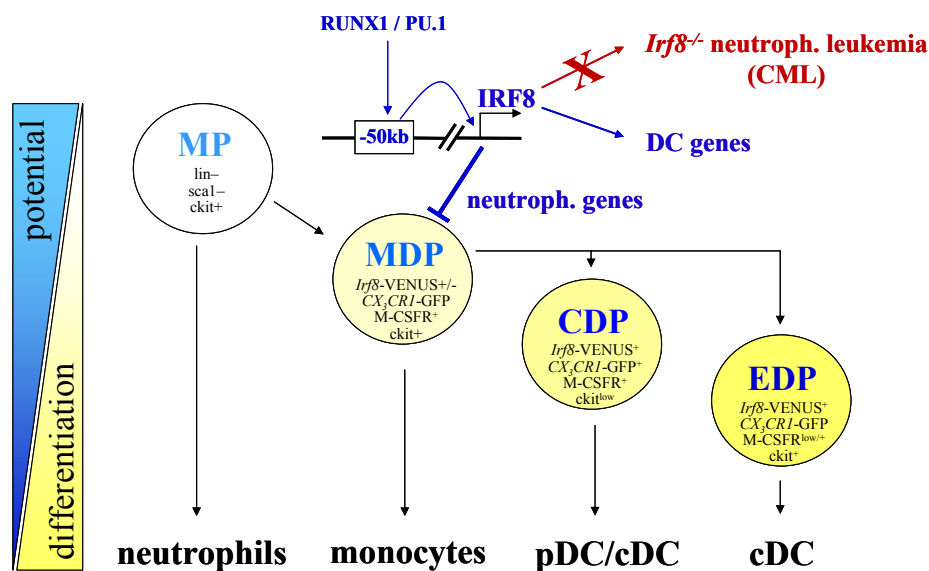 RUNX1 / PU.1
Irf8-/- neutroph. leukemia
(CML)
X
IRF8
-50kb
DC genes
neutroph. genes
potential
differentiation
MP
lin–
sca1–
ckit+
MDP
Irf8-VENUS+/-
CX₃CR1-GFP
M-CSFR⁺
ckit+
CDP
Irf8-VENUS⁺
CX₃CR1-GFP⁺
M-CSFR⁺
ckitˡᵒʷ
EDP
Irf8-VENUS⁺
CX₃CR1-GFP
M-CSFRˡᵒʷ/⁺
ckit⁺
neutrophils
monocytes
pDC/cDC
cDC